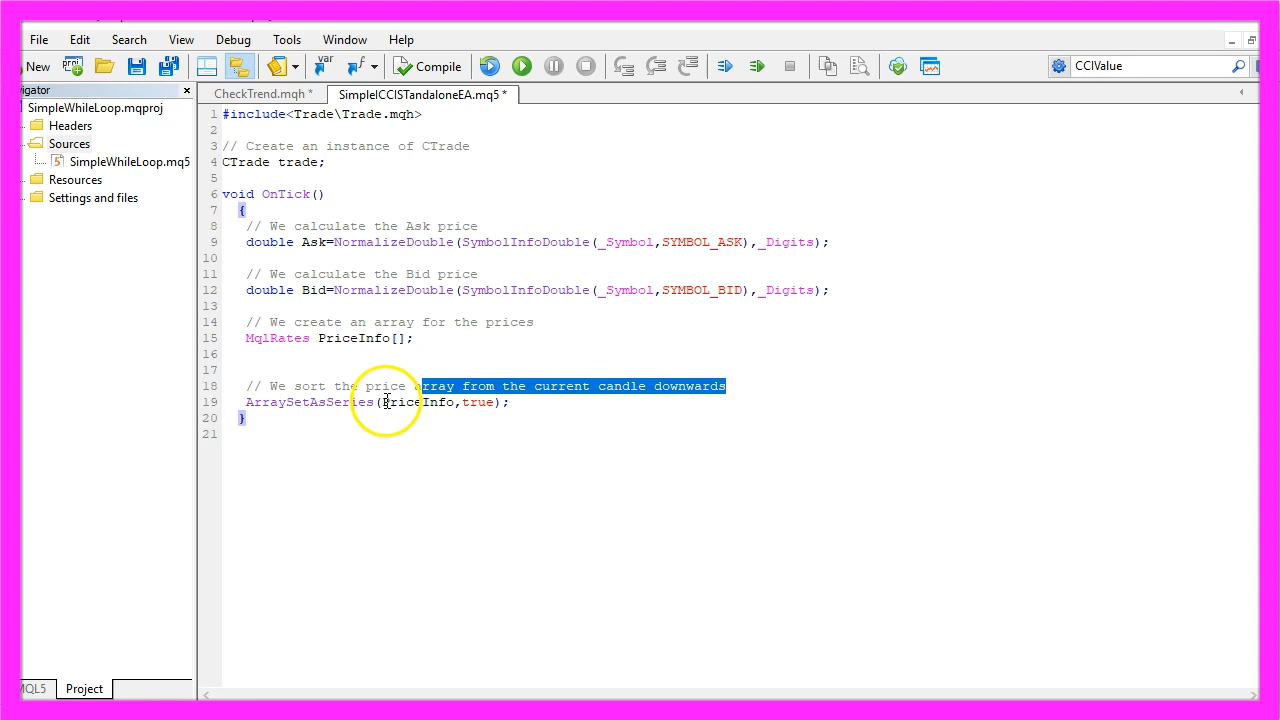 File Edit Search View Debug Tools Window Help
New Compile CCIValue
vigator
CheckTrend.mqh *
SimpleICCISTandaloneEA.mq5 *
SimpleWhileLoop.mqproj
Headers
Sources
SimpleWhileLoop.mq5
Resources
Settings and files
1 #include<Trade\Trade.mqh>
2
3 // Create an instance of CTrade
4 CTrade trade;
5
6 void OnTick()
7 {
8 // We calculate the Ask price
9 double Ask=NormalizeDouble(SymbolInfoDouble(_Symbol,SYMBOL_ASK),_Digits);
10
11 // We calculate the Bid price
12 double Bid=NormalizeDouble(SymbolInfoDouble(_Symbol,SYMBOL_BID),_Digits);
13
14 // We create an array for the prices
15 MqlRates PriceInfo[];
16
17
18 // We sort the price array from the current candle downwards
19 ArraySetAsSeries(PriceInfo,true);
20 }
21
MQL5 Project